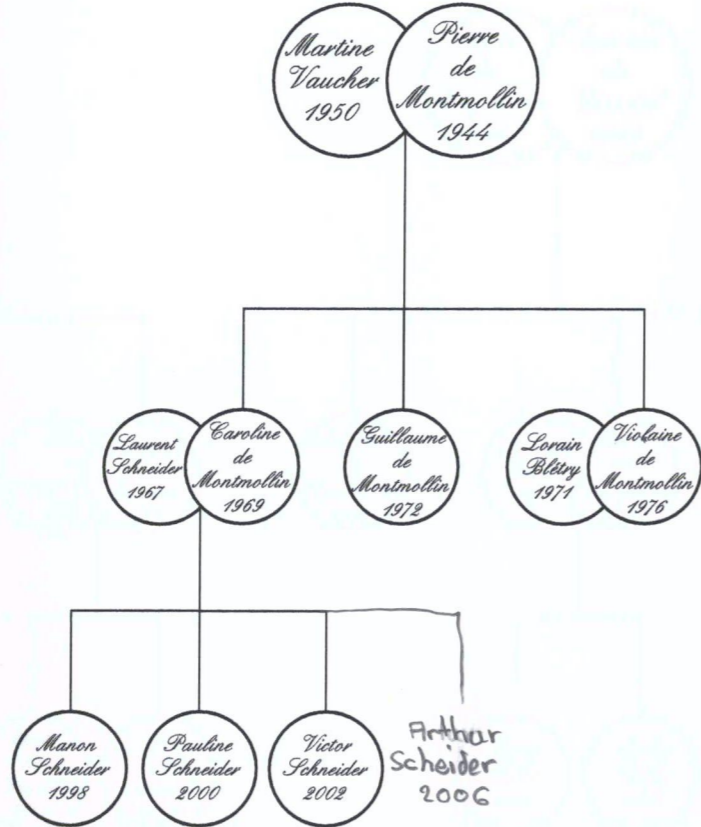 Martine
Vaucher
1950
Pierre
de
Montmollin
1944
Laurent
Schneider
1967
Caroline
de
Montmollin
1969
Guillaume
de
Montmollin
1972
Lorain
Blétry
1971
Violaine
de
Montmollin
1976
Manon
Schneider
1998
Pauline
Schneider
2000
Victor
Schneider
2002
Arthur
Scheider
2006